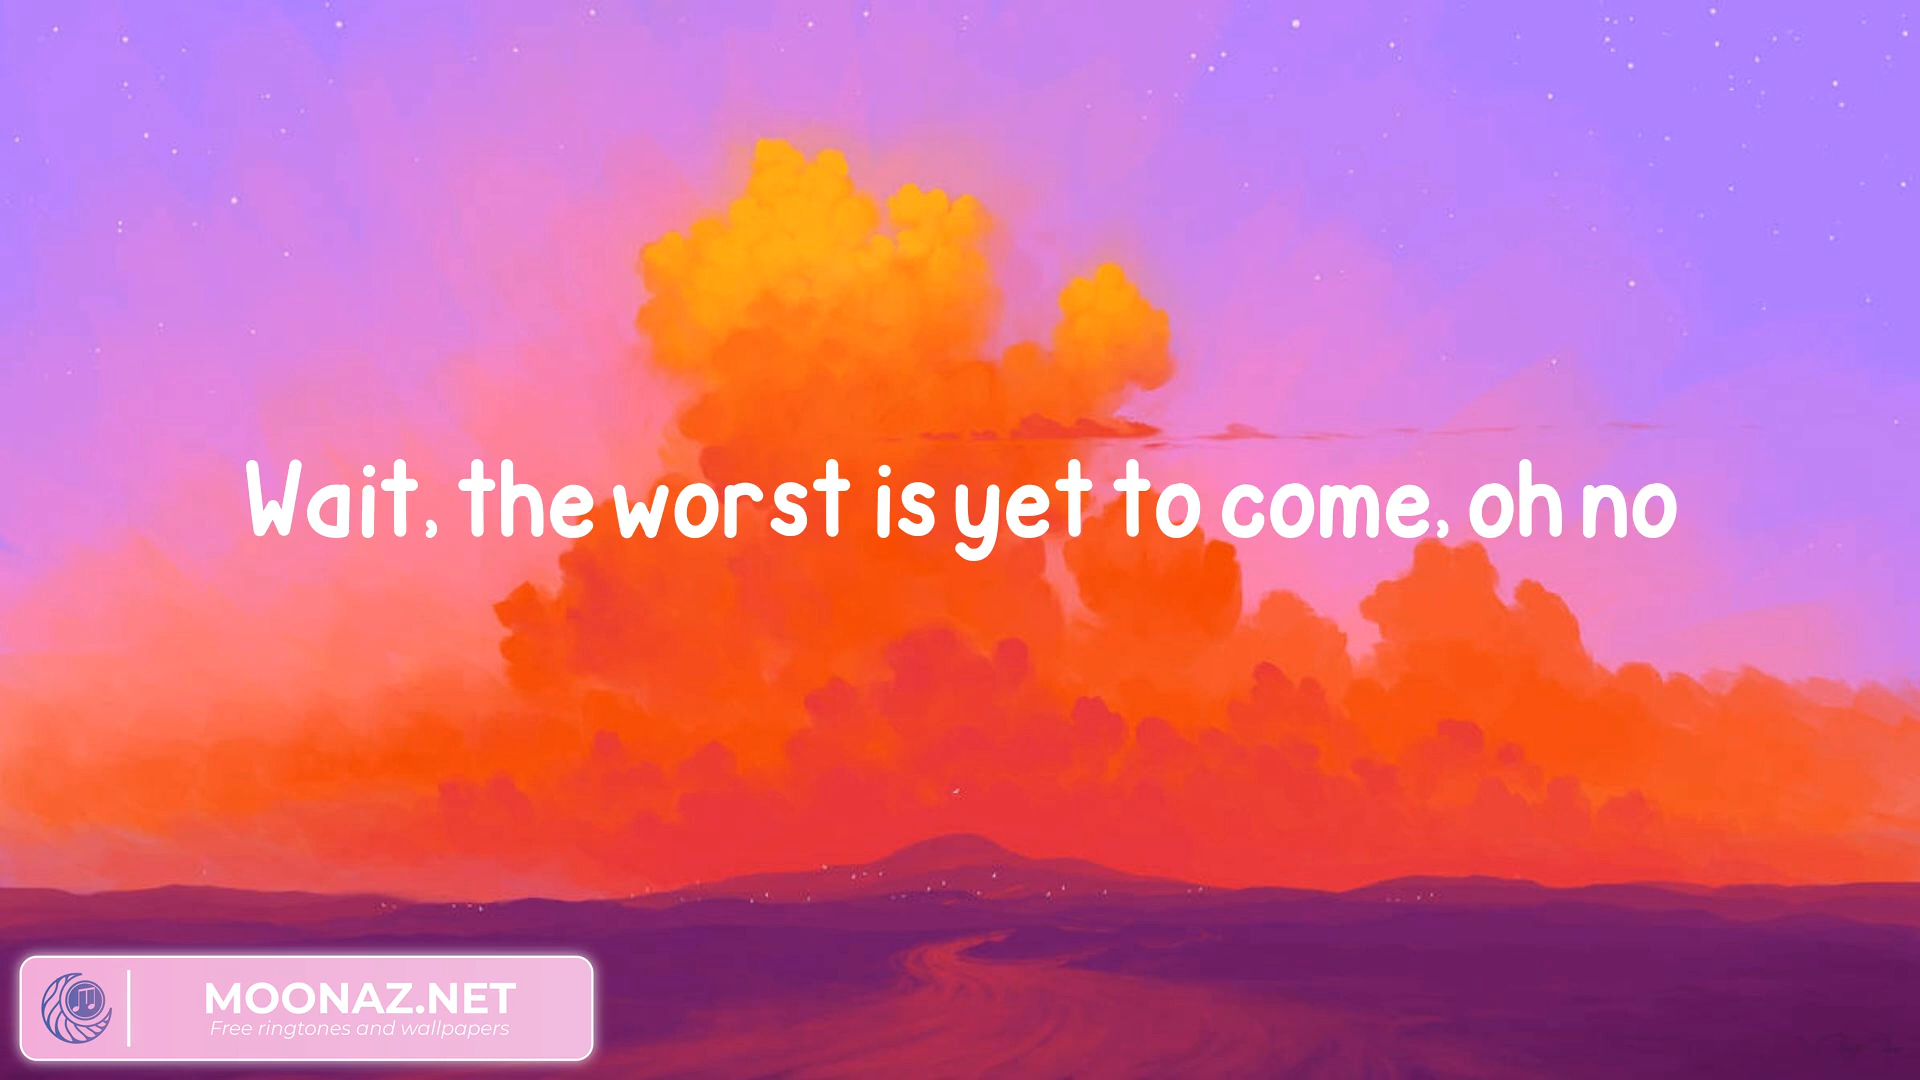 Wait, the worst is yet to come, oh no
MOONAZ.NET
Free ringtones and wallpapers